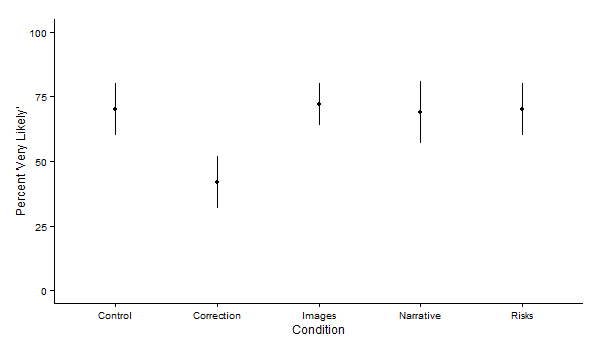 Percent 'Very Likely'
100
75
50
25
0
Control Correction Images Narrative Risks
Condition